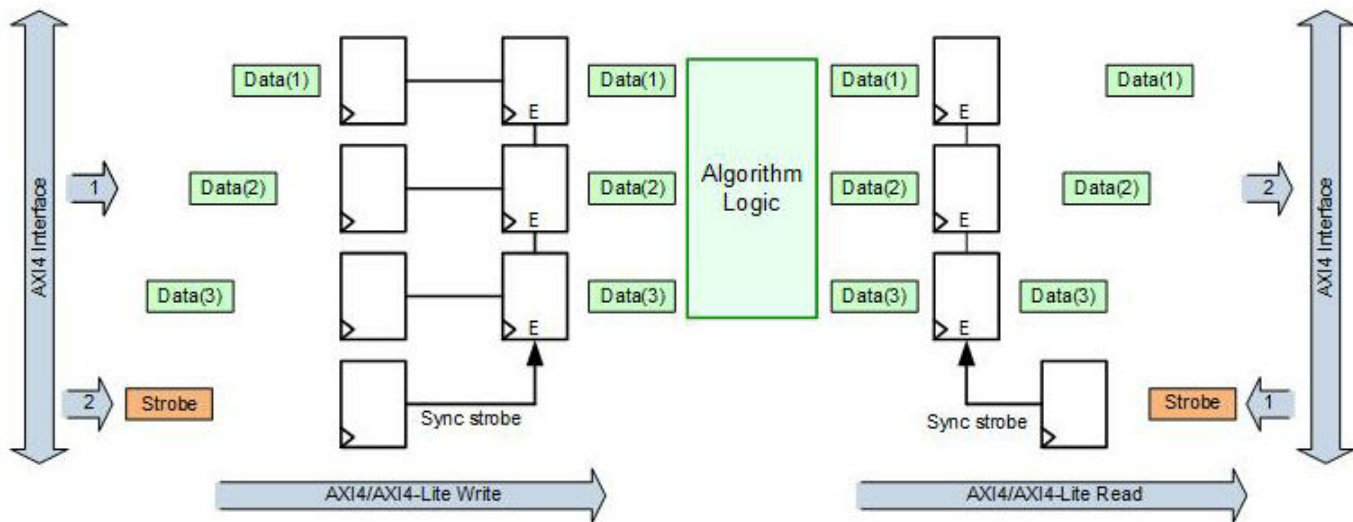 AXI4 Interface
Data(1)
E
Data(1)
Algorithm
Logic
Data(1)
E
Data(1)
AXI4 Interface
1
Data(2)
E
Data(2)
Data(2)
E
Data(2)
2
Data(3)
E
Data(3)
Data(3)
E
Data(3)
2
Strobe
Sync strobe
Sync strobe
Strobe
1
AXI4/AXI4-Lite Write
AXI4/AXI4-Lite Read